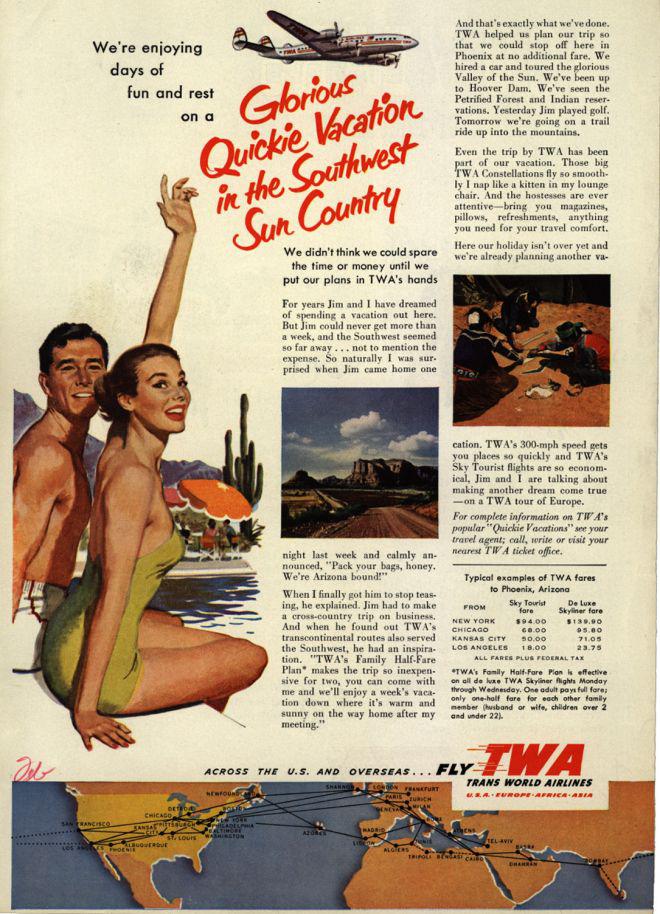 We're enjoying
days of
fun and rest
on a
Glorious
Quickie Vacation
in the Southwest
Sun Country
TWA
We didn't think we could spare
the time or money until we
put our plans in TWA's hands
For years Jim and I have dreamed
of spending a vacation out here.
But Jim could never get more than
a week, and the Southwest seemed
so far away . . . not to mention the
expense. So naturally I was sur-
prised when Jim came home one
night last week and calmly an-
nounced, "Pack your bags, honey.
We're Arizona bound!"
When I finally got him to stop teas-
ing, he explained. Jim had to make
a cross-country trip on business.
And when he found out TWA's
transcontinental routes also served
the Southwest, he had an inspira-
tion. "TWA's Family Half-Fare
Plan* makes the trip so inexpen-
sive for two, you can come with
me and we'll enjoy a week's vaca-
tion down where it's warm and
sunny on the way home after my
meeting."
And that's exactly what we've done.
TWA helped us plan our trip so
that we could stop off here in
Phoenix at no additional fare. We
hired a car and toured the glorious
Valley of the Sun. We've been up
to Hoover Dam. We've seen the
Petrified Forest and Indian reser-
vations. Yesterday Jim played golf.
Tomorrow we're going on a trail
ride up into the mountains.
Even the trip by TWA has been
part of our vacation. Those big
TWA Constellations fly so smooth-
ly I nap like a kitten in my lounge
chair. And the hostesses are ever
attentive—bring you magazines,
pillows, refreshments, anything
you need for your travel comfort.
Here our holiday isn't over yet and
we're already planning another va-
cation. TWA's 300-mph speed gets
you places so quickly and TWA's
Sky Tourist flights are so econom-
ical, Jim and I are talking about
making another dream come true
—on a TWA tour of Europe.
For complete information on TWA's
popular "Quickie Vacations" see your
travel agent; call, write or visit your
nearest TWA ticket office.
Typical examples of TWA fares
to Phoenix, Arizona
FROM Sky Tourist fare De Luxe Skyliner fare
NEW YORK $94.00 $139.90
CHICAGO 68.00 95.80
KANSAS CITY 50.00 71.05
LOS ANGELES 18.00 23.75
ALL FARES PLUS FEDERAL TAX
*TWA's Family Half-Fare Plan is effective
on all de luxe TWA Skyliner flights Monday
through Wednesday. One adult pays full fare;
only one-half fare for each other family
member (husband or wife, children over 2
and under 22).
ACROSS THE U.S. AND OVERSEAS . . . FLY TWA
TRANS WORLD AIRLINES
U.S.A. · EUROPE · AFRICA · ASIA
SAN FRANCISCO
LOS ANGELES
PHOENIX
ALBUQUERQUE
KANSAS CITY
ST. LOUIS
CHICAGO
DETROIT
PITTSBURGH
BOSTON
NEW YORK
PHILADELPHIA
BALTIMORE
WASHINGTON
NEWFOUNDLAND
AZORES
SHANNON
LONDON
FRANKFURT
PARIS
ZURICH
GENEVA
MILAN
ROME
MADRID
LISBON
ALGIERS
TUNIS
TRIPOLI
BENGASI
ATHENS
CAIRO
TEL-AVIV
BASRA
DHAHRAN
BOMBAY